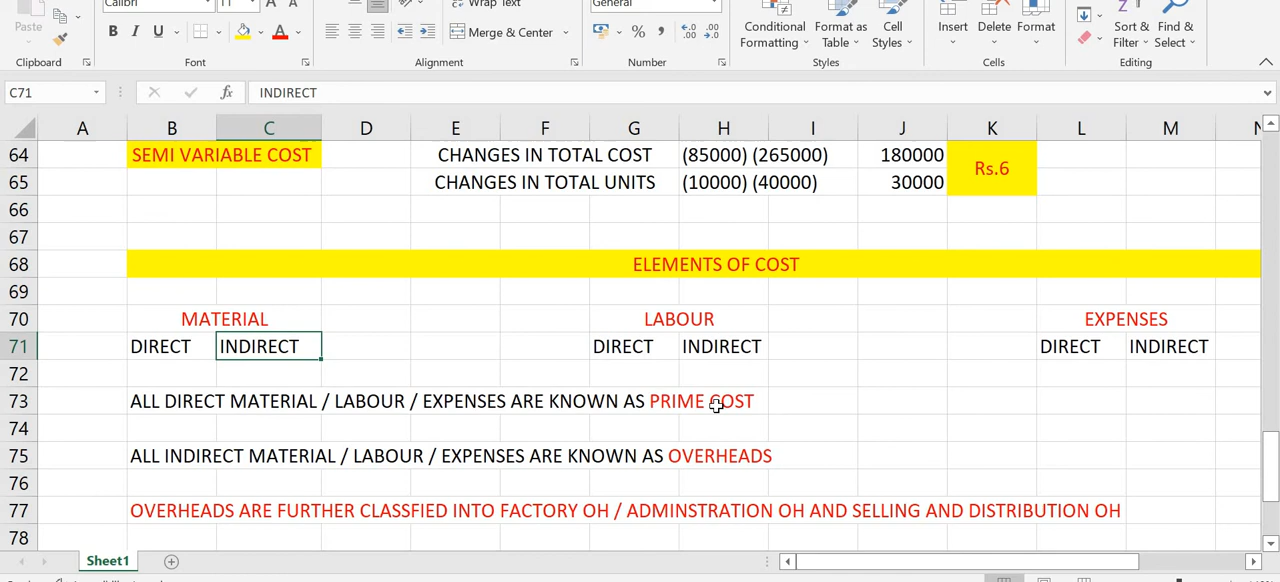 Calibri 11 A A Wrap Text General
Paste B I U Merge & Center % Conditional Formatting Format as Table Cell Styles Insert Delete Format Sort & Filter Find & Select
Clipboard Font Alignment Number Styles Cells Editing
C71 fx INDIRECT
A B C D E F G H I J K L M N
64 SEMI VARIABLE COST CHANGES IN TOTAL COST (85000) (265000) 180000
Rs.6
65 CHANGES IN TOTAL UNITS (10000) (40000) 30000
66
67
68 ELEMENTS OF COST
69
70 MATERIAL LABOUR EXPENSES
71 DIRECT INDIRECT DIRECT INDIRECT DIRECT INDIRECT
72
73 ALL DIRECT MATERIAL / LABOUR / EXPENSES ARE KNOWN AS PRIME COST
74
75 ALL INDIRECT MATERIAL / LABOUR / EXPENSES ARE KNOWN AS OVERHEADS
76
77 OVERHEADS ARE FURTHER CLASSFIED INTO FACTORY OH / ADMINSTRATION OH AND SELLING AND DISTRIBUTION OH
78
Sheet1